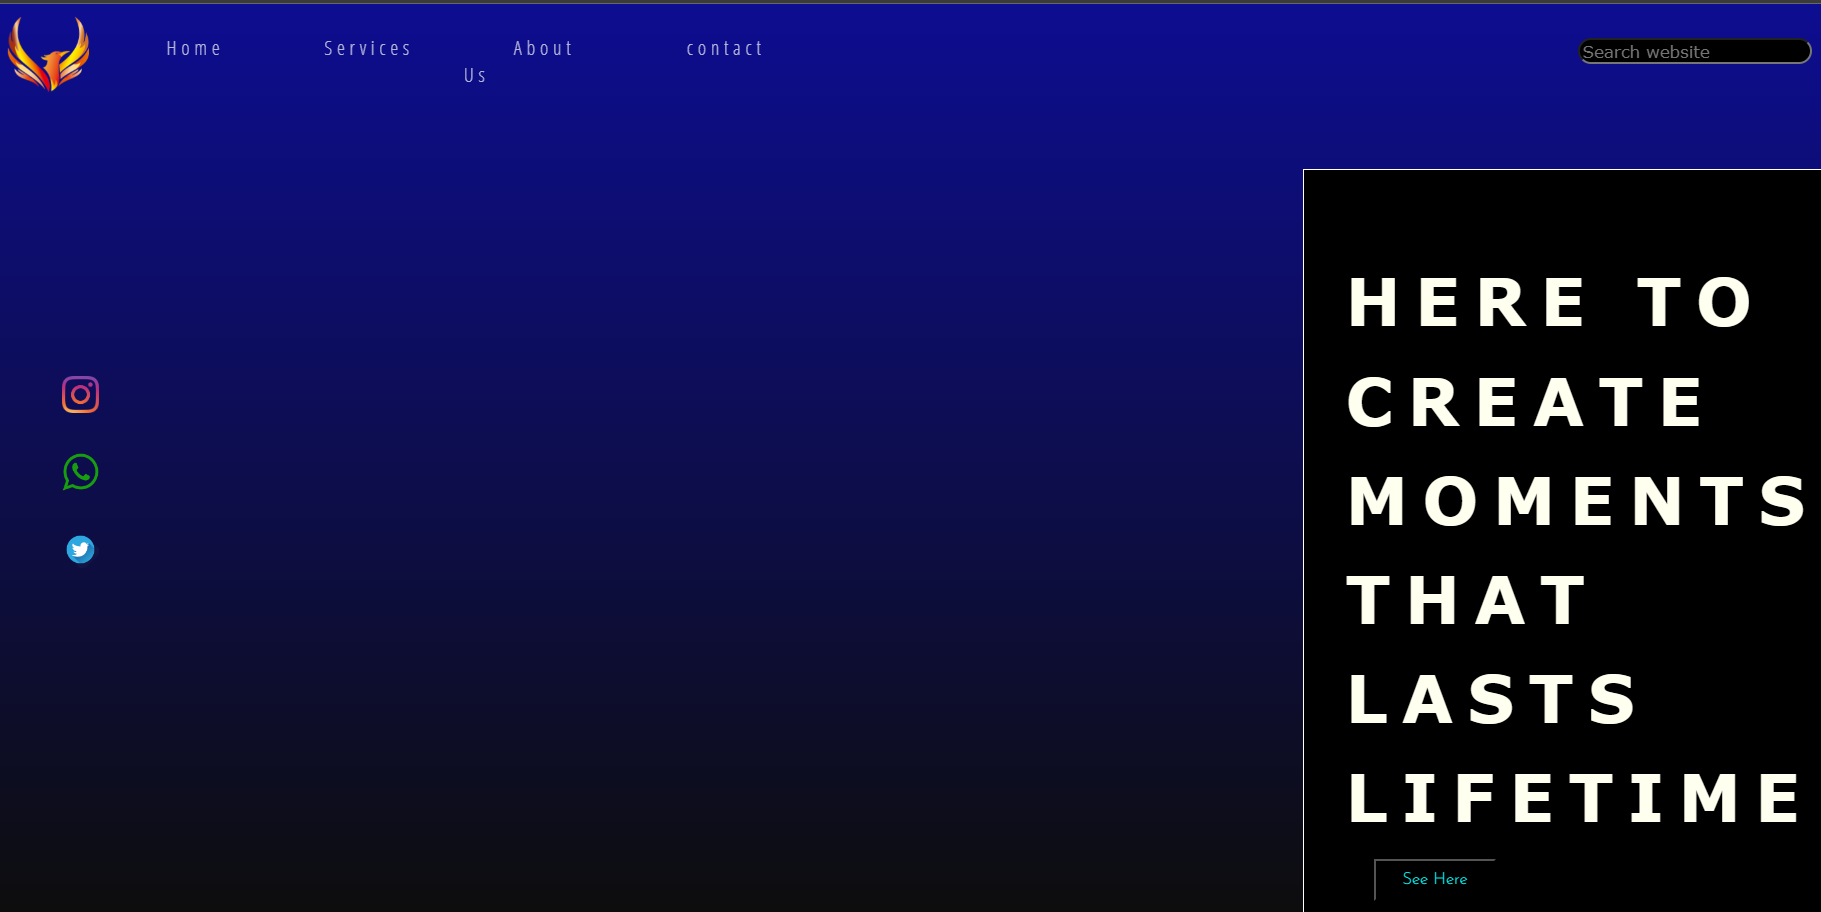 Home Services About contact
Us
Search website
HERE TO
CREATE
MOMENTS
THAT
LASTS
LIFETIME
See Here